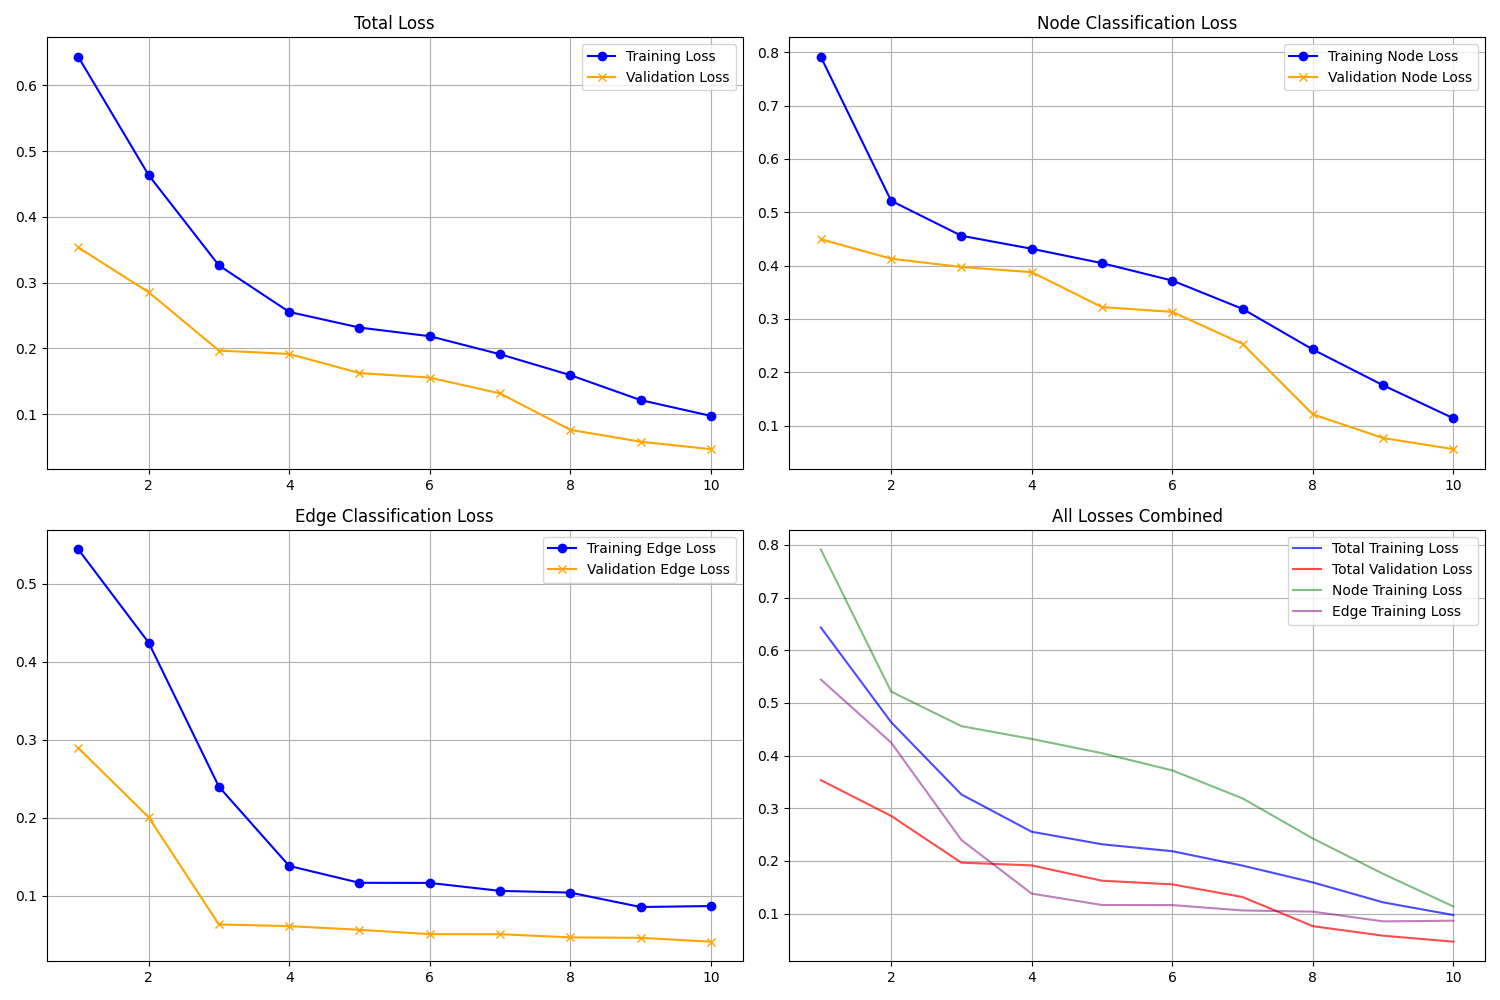 Total Loss
Training Loss
Validation Loss
0.6
0.5
0.4
0.3
0.2
0.1
2 4 6 8 10
Node Classification Loss
Training Node Loss
Validation Node Loss
0.8
0.7
0.6
0.5
0.4
0.3
0.2
0.1
2 4 6 8 10
Edge Classification Loss
Training Edge Loss
Validation Edge Loss
0.5
0.4
0.3
0.2
0.1
2 4 6 8 10
All Losses Combined
Total Training Loss
Total Validation Loss
Node Training Loss
Edge Training Loss
0.8
0.7
0.6
0.5
0.4
0.3
0.2
0.1
2 4 6 8 10